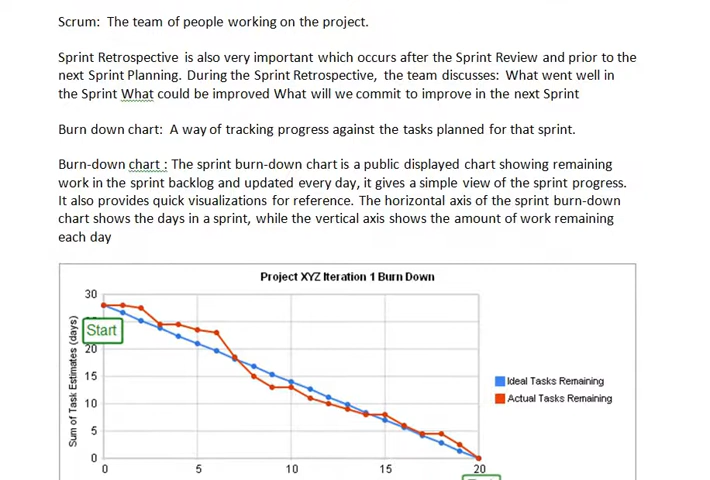 Scrum:  The team of people working on the project.
Sprint Retrospective is also very important which occurs after the Sprint Review and prior to the
next Sprint Planning. During the Sprint Retrospective,  the team discusses:  What went well in
the Sprint What could be improved What will we commit to improve in the next Sprint
Burn down chart:  A way of tracking progress against the tasks planned for that sprint.
Burn-down chart : The sprint burn-down chart is a public displayed chart showing remaining
work in the sprint backlog and updated every day, it gives a simple view of the sprint progress.
It also provides quick visualizations for reference. The horizontal axis of the sprint burn-down
chart shows the days in a sprint, while the vertical axis shows the amount of work remaining
each day
Project XYZ Iteration 1 Burn Down
Sum of Task Estimates (days)
30
Start
20
15
10
5
0
0 5 10 15 20
Ideal Tasks Remaining
Actual Tasks Remaining